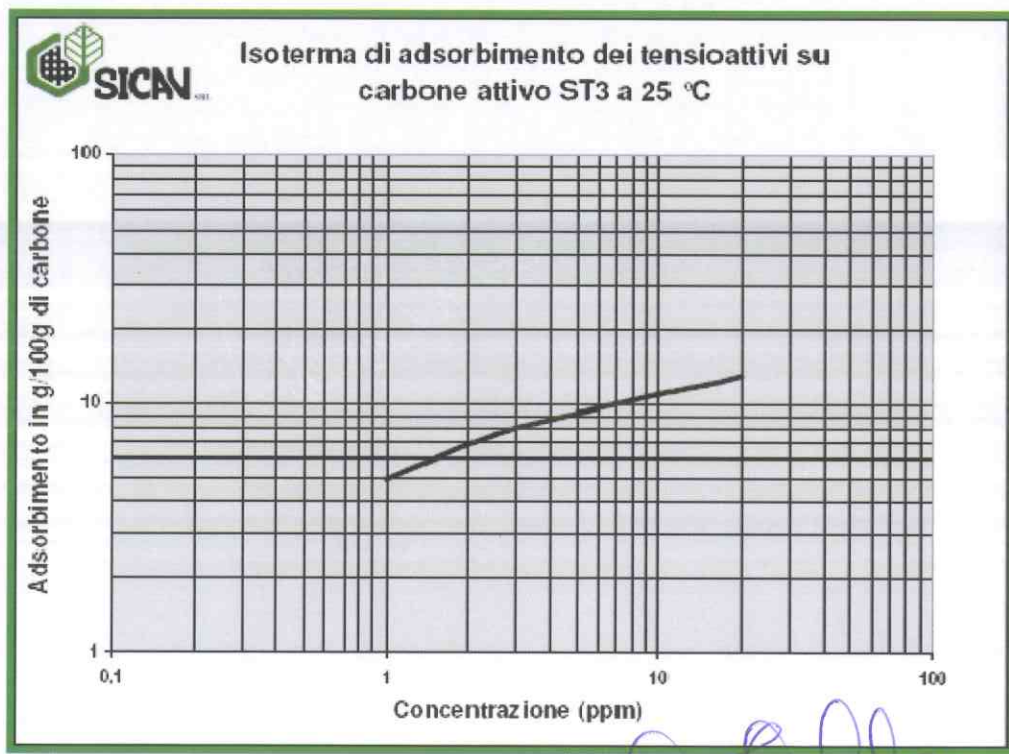 SICAV SRL
Isoterma di adsorbimento dei tensioattivi su
carbone attivo ST3 a 25 °C
Adsorbimento in g/100g di carbone
100
10
1
0,1
1
10
100
Concentrazione (ppm)